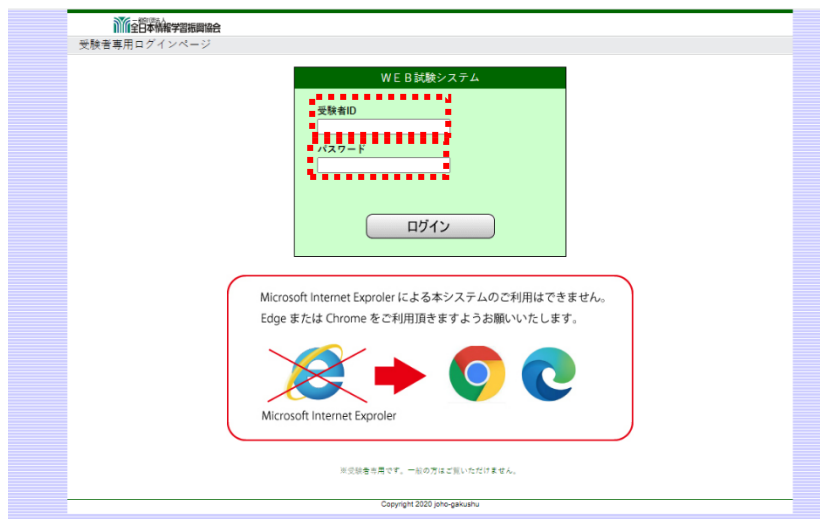 一般財団法人
全日本情報学習振興協会
受験者専用ログインページ
ＷＥＢ試験システム
受験者ID
パスワード
ログイン
Microsoft Internet Exproler による本システムのご利用はできません。
Edge または Chrome をご利用頂きますようお願いいたします。
Microsoft Internet Exproler
※受験者専用です。一般の方はご覧いただけません。
Copyright 2020 joho-gakushu